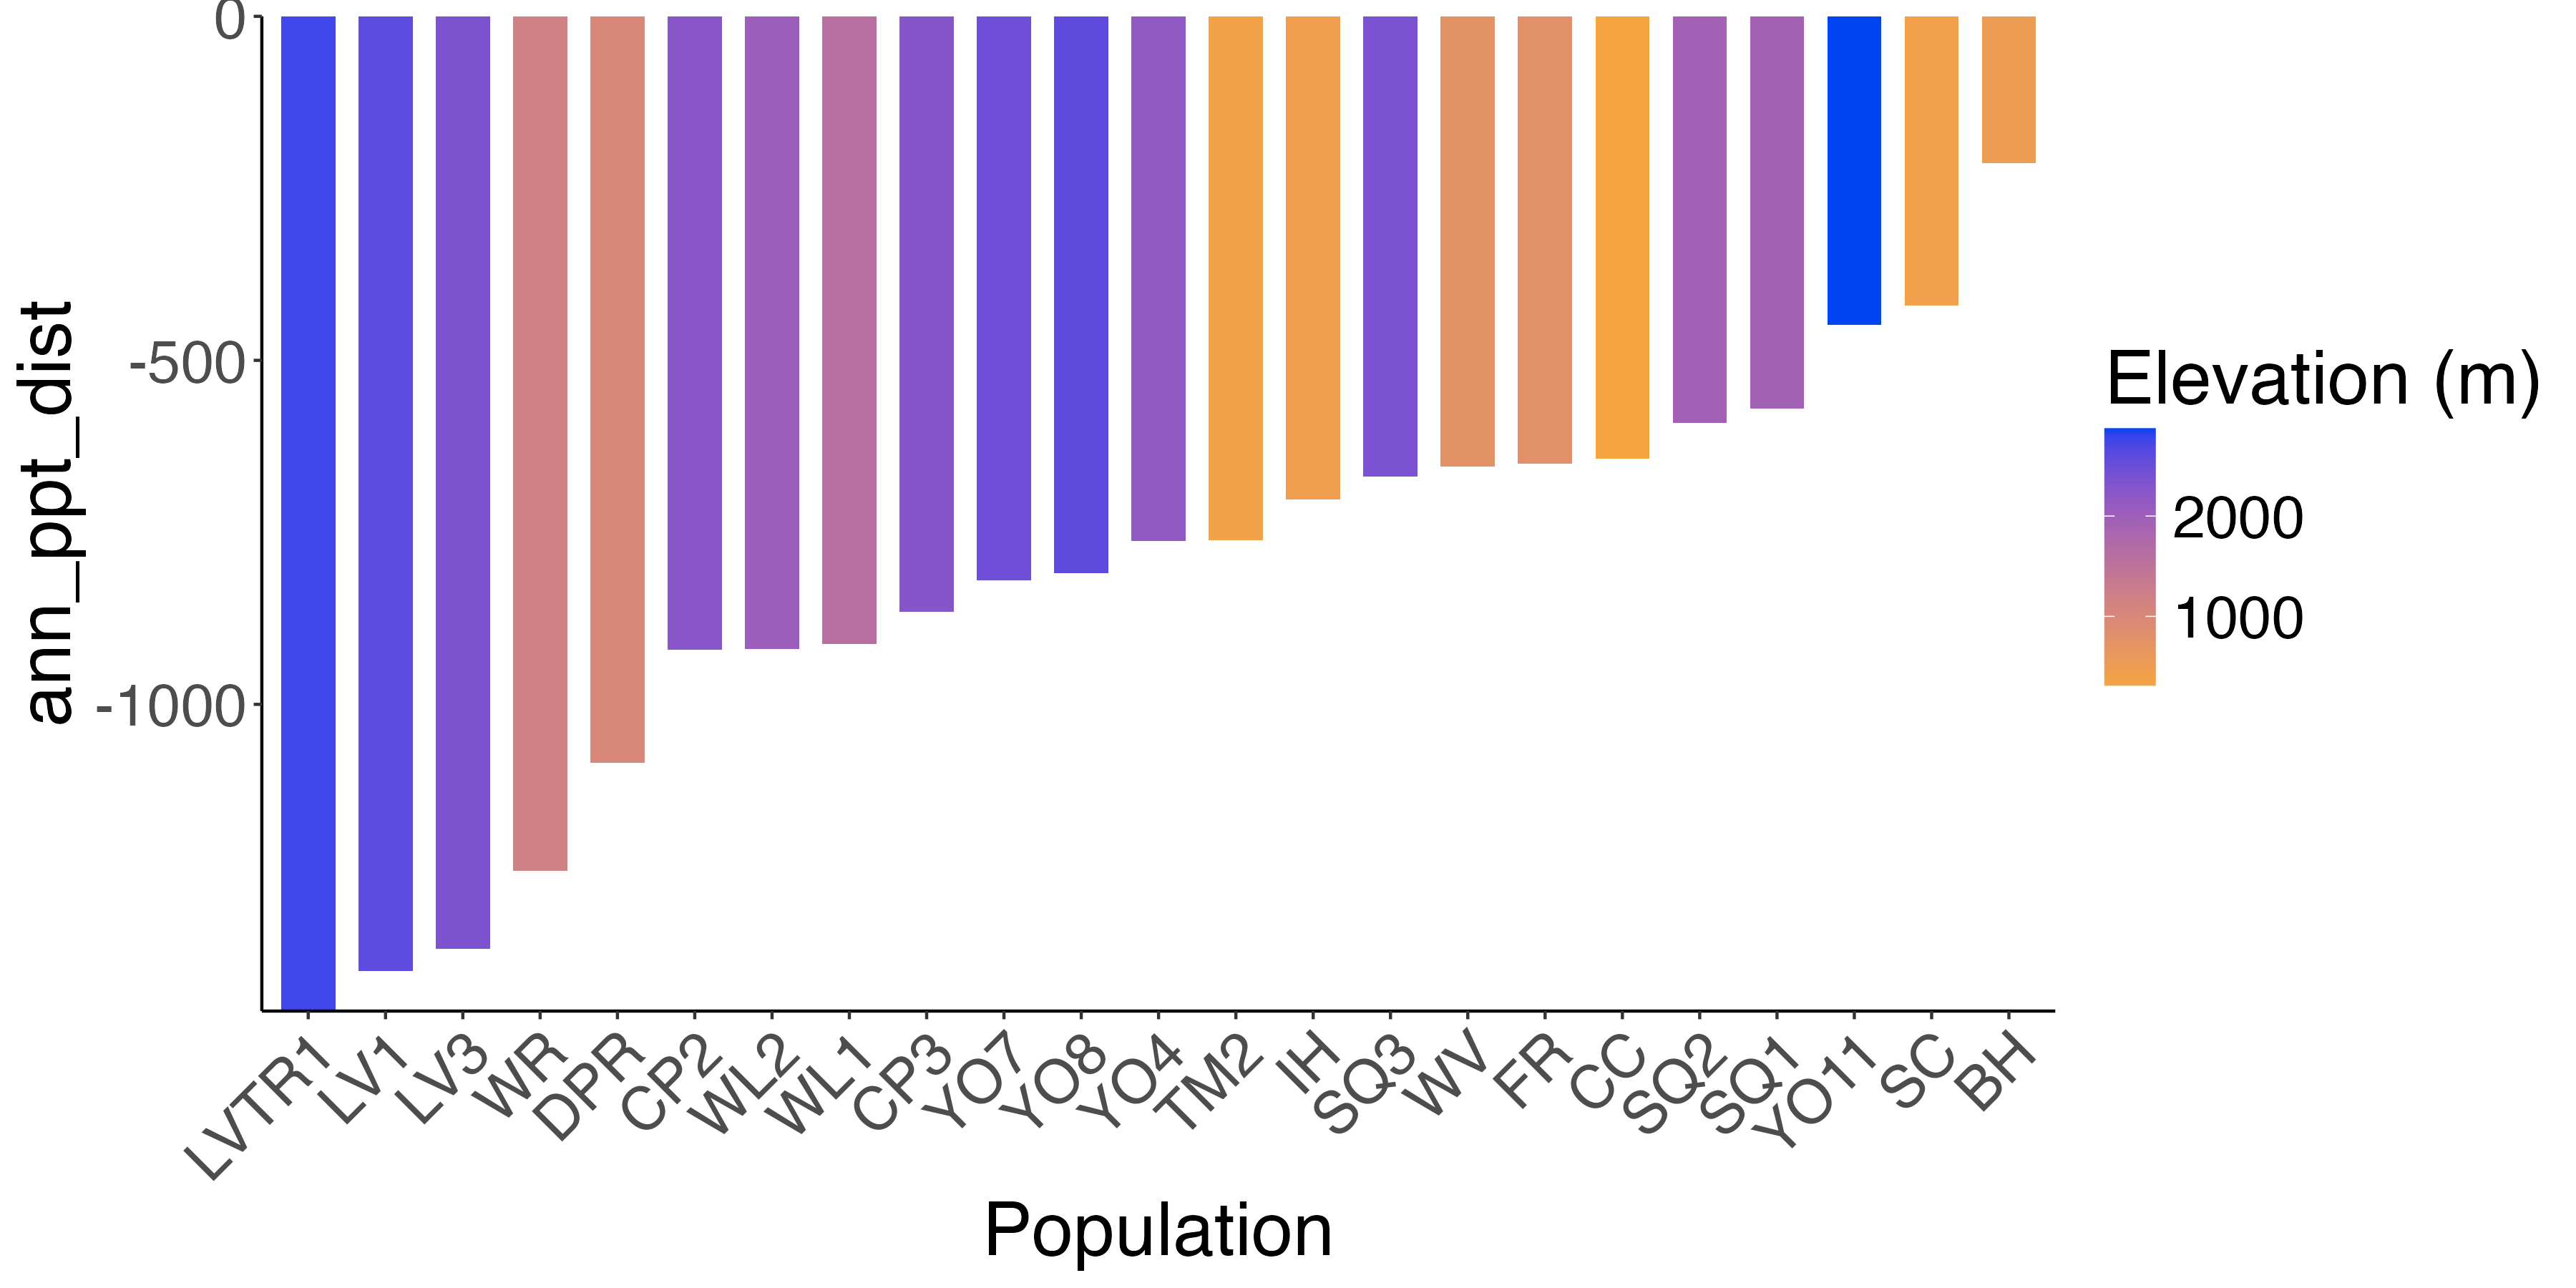 ann_ppt_dist
0
-500
-1000
LVTR1
LV1
LV3
WR
DPR
CP2
WL2
WL1
CP3
YO7
YO8
YO4
TM2
IH
SQ3
WV
FR
CC
SQ2
SQ1
YO11
SC
BH
Population
Elevation (m)
2000
1000